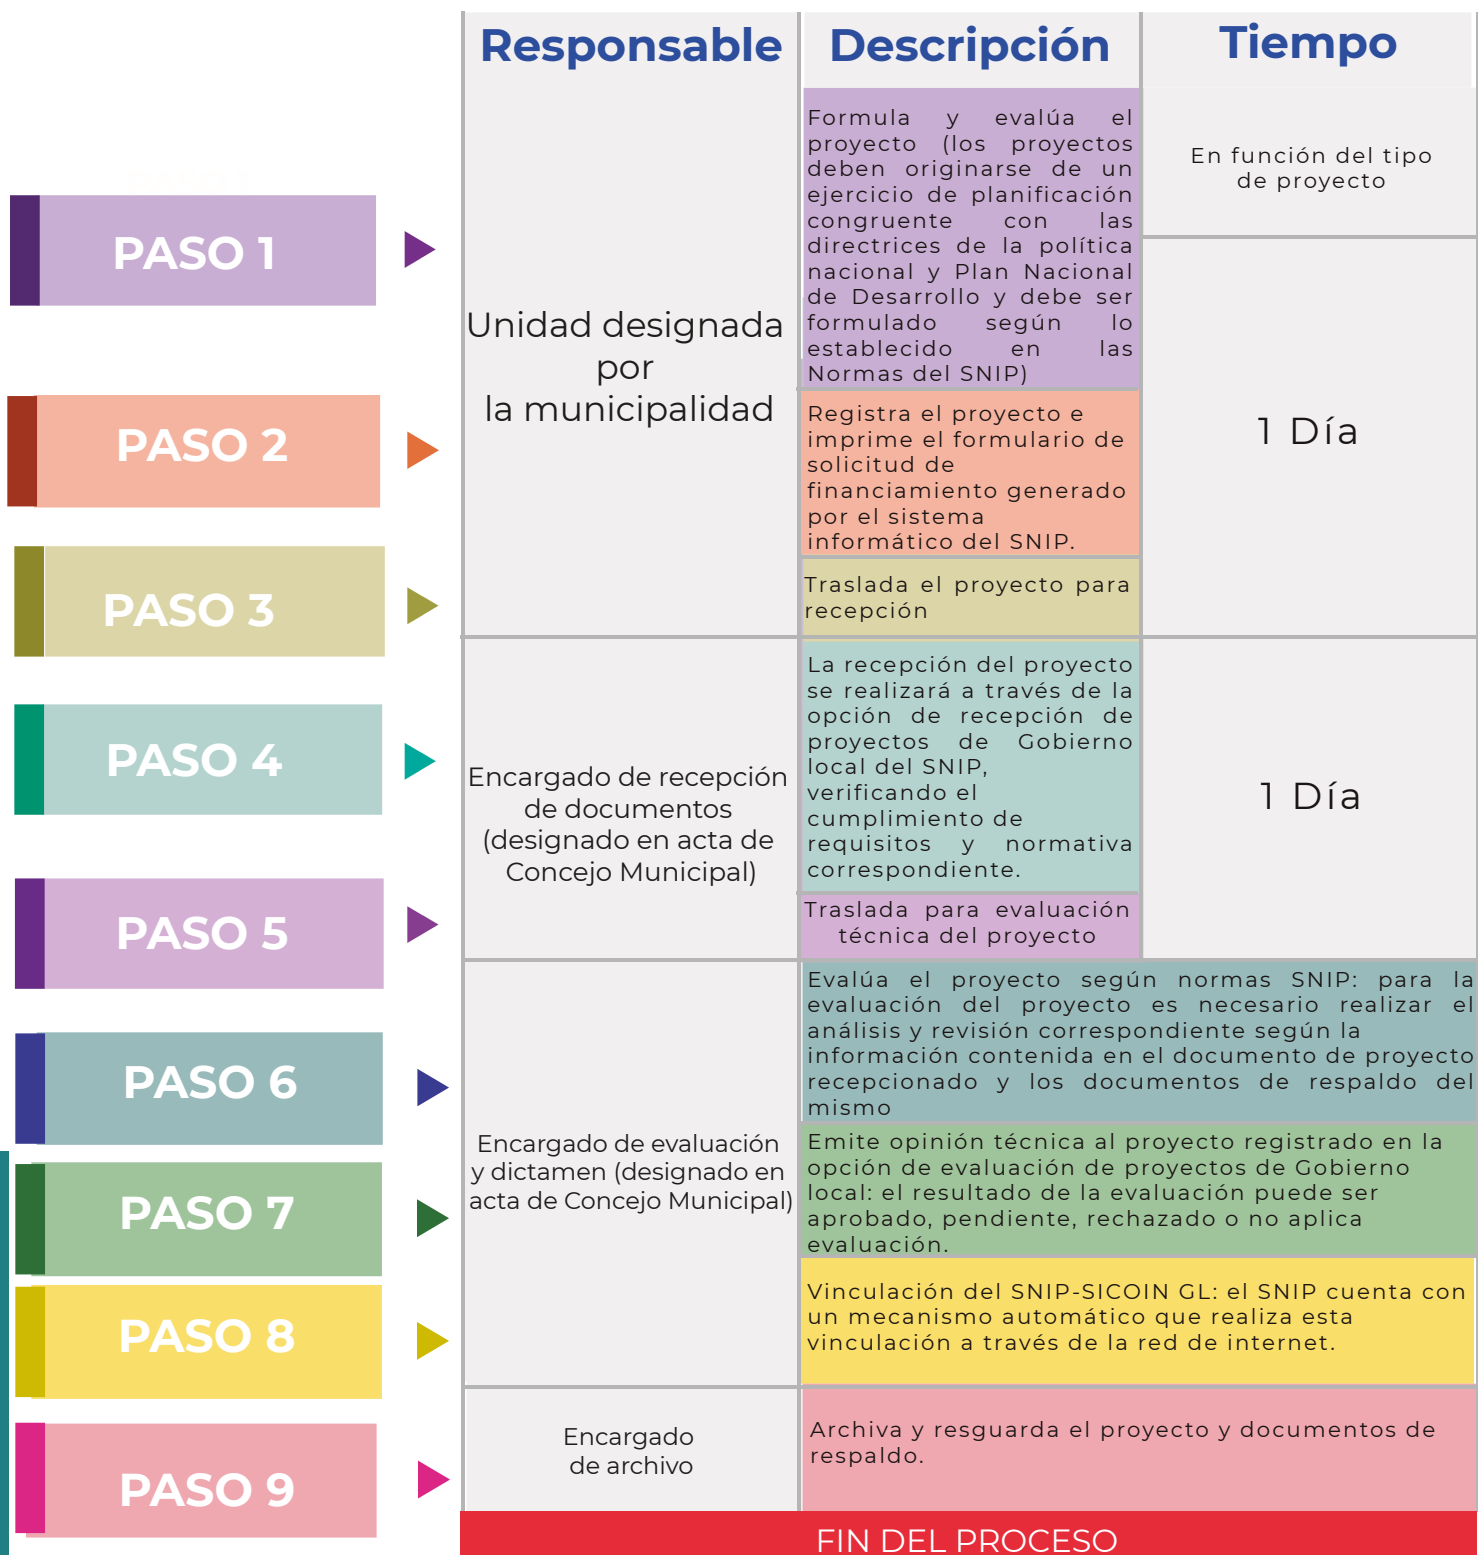 Responsable
Descripción
Tiempo
PASO 1
PASO 2
PASO 3
Unidad designada
por
la municipalidad
Formula y evalúa el
proyecto (los proyectos
deben originarse de un
ejercicio de planificación
congruente con las
directrices de la política
nacional y Plan Nacional
de Desarrollo y debe ser
formulado según lo
establecido en las
Normas del SNIP)
En función del tipo
de proyecto
Registra el proyecto e
imprime el formulario de
solicitud de
financiamiento generado
por el sistema
informático del SNIP.
Traslada el proyecto para
recepción
1 Día
PASO 4
PASO 5
Encargado de recepción
de documentos
(designado en acta de
Concejo Municipal)
La recepción del proyecto
se realizará a través de la
opción de recepción de
proyectos de Gobierno
local del SNIP,
verificando el
cumplimiento de
requisitos y normativa
correspondiente.
Traslada para evaluación
técnica del proyecto
1 Día
PASO 6
PASO 7
PASO 8
Encargado de evaluación
y dictamen (designado en
acta de Concejo Municipal)
Evalúa el proyecto según normas SNIP: para la
evaluación del proyecto es necesario realizar el
análisis y revisión correspondiente según la
información contenida en el documento de proyecto
recepcionado y los documentos de respaldo del
mismo
Emite opinión técnica al proyecto registrado en la
opción de evaluación de proyectos de Gobierno
local: el resultado de la evaluación puede ser
aprobado, pendiente, rechazado o no aplica
evaluación.
Vinculación del SNIP-SICOIN GL: el SNIP cuenta con
un mecanismo automático que realiza esta
vinculación a través de la red de internet.
PASO 9
Encargado
de archivo
Archiva y resguarda el proyecto y documentos de
respaldo.
FIN DEL PROCESO